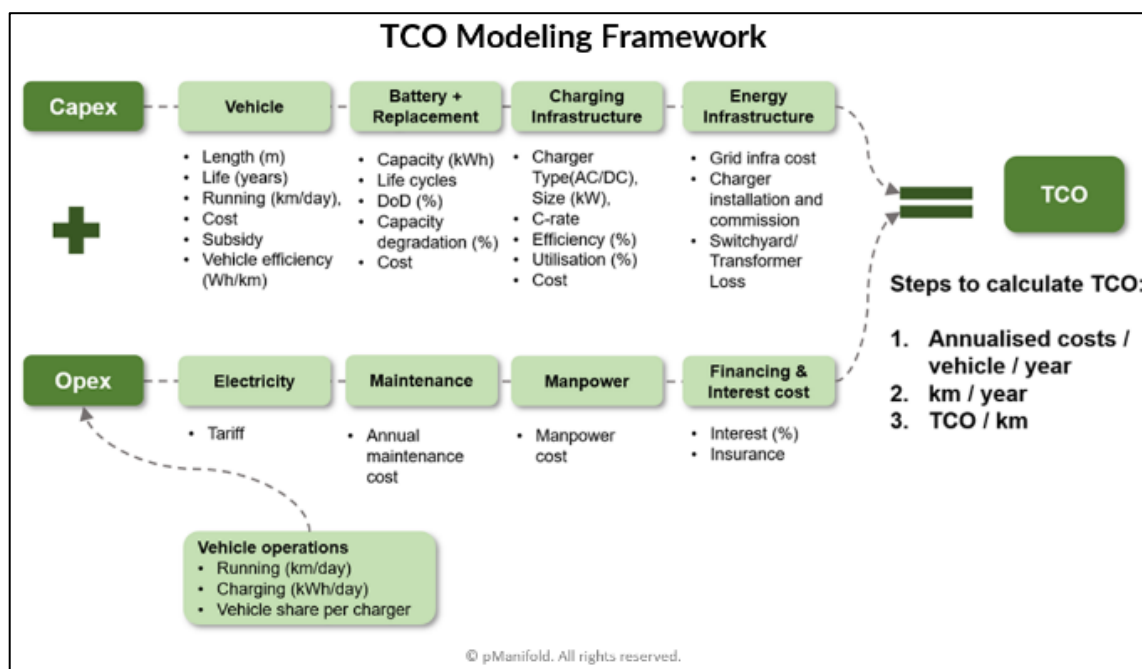 TCO Modeling Framework
Capex
Vehicle
• Length (m)
• Life (years)
• Running (km/day),
• Cost
• Subsidy
• Vehicle efficiency
(Wh/km)
Battery +
Replacement
• Capacity (kWh)
• Life cycles
• DoD (%)
• Capacity
degradation (%)
• Cost
Charging
Infrastructure
• Charger
Type(AC/DC),
Size (kW),
• C-rate
• Efficiency (%)
• Utilisation (%)
• Cost
Energy
Infrastructure
• Grid infra cost
• Charger
installation and
commission
• Switchyard/
Transformer
Loss
TCO
Steps to calculate TCO:
1. Annualised costs /
vehicle / year
2. km / year
3. TCO / km
Opex
Electricity
• Tariff
Maintenance
• Annual
maintenance
cost
Manpower
• Manpower
cost
Financing &
Interest cost
• Interest (%)
• Insurance
Vehicle operations
• Running (km/day)
• Charging (kWh/day)
• Vehicle share per charger
© pManifold. All rights reserved.